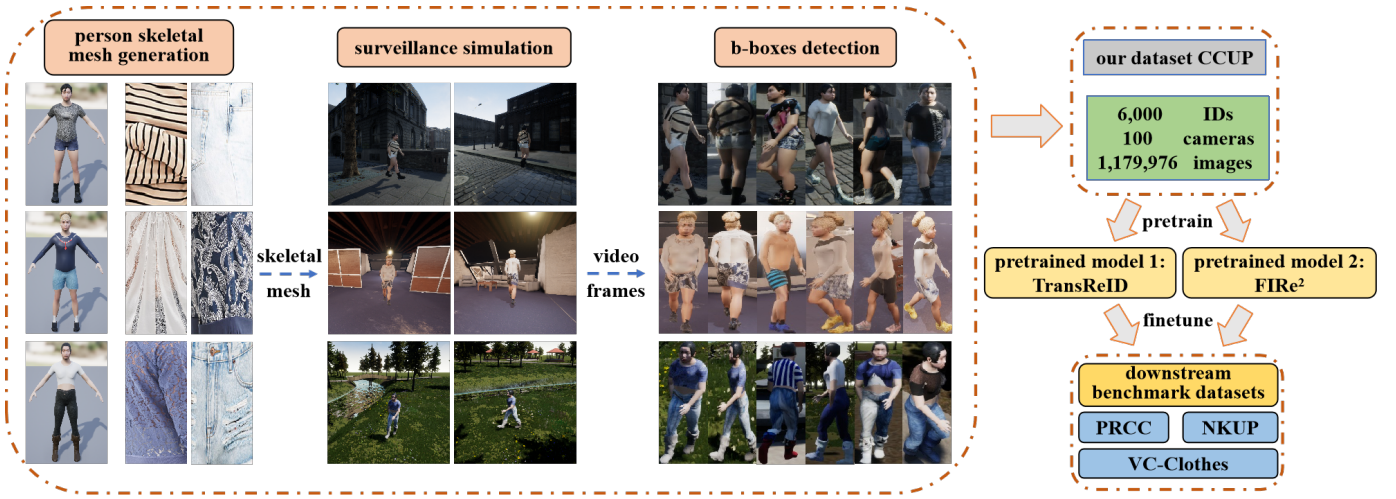 person skeletal
mesh generation
surveillance simulation
b-boxes detection
skeletal
mesh
video
frames
our dataset CCUP
6,000 IDs
100 cameras
1,179,976 images
pretrain
pretrained model 1:
TransReID
pretrained model 2:
FIRe²
finetune
downstream
benchmark datasets
PRCC
NKUP
VC-Clothes